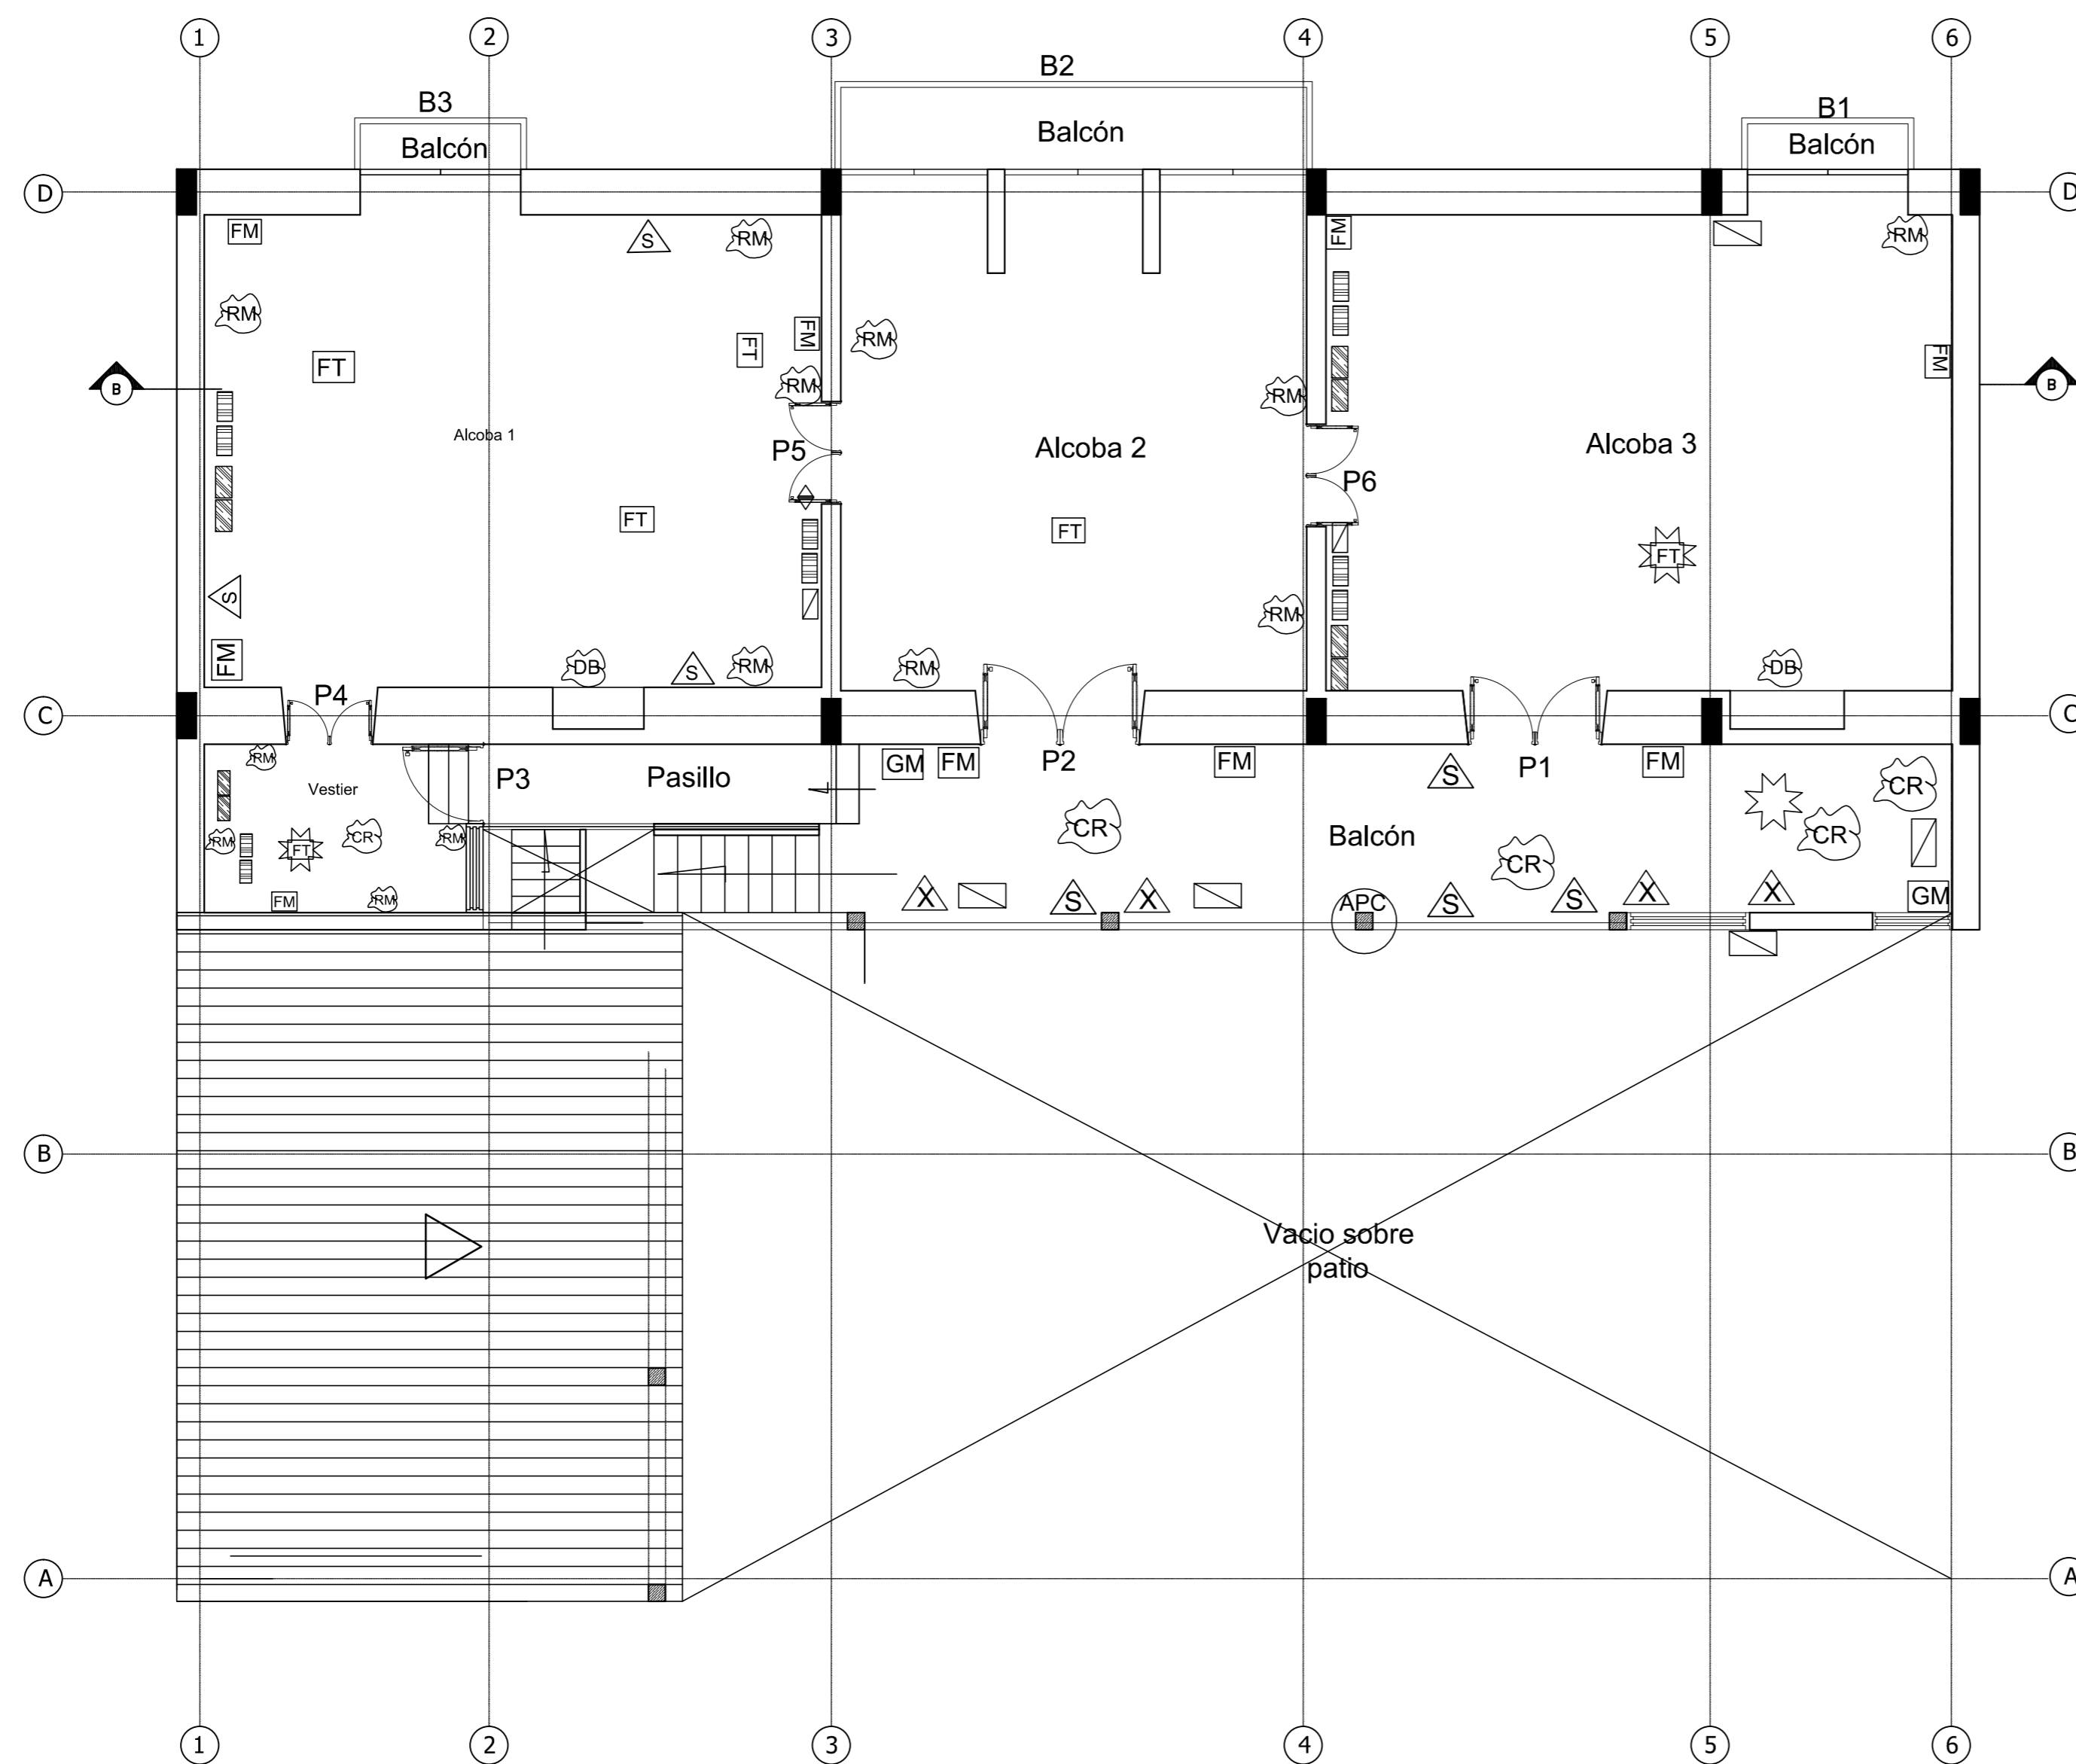 1 2 3 4 5 6
B2
B3 B1
Balcón
Balcón Balcón
D D
FM S RM FM RM
RM FM RM FM
FT FT
B RM RM B
Alcoba 1 P5 Alcoba 2 Alcoba 3
P6
FT FT FT
S RM
FM DB S RM RM DB
P4
C C
RM P3 Pasillo GM FM P2 FM S P1 FM
Vestier CR
RM FT CR RM CR Balcón CR CR
FM RM X S X APC S S X X GM
B B
Vacio sobre
patio
A A
1 2 3 4 5 6